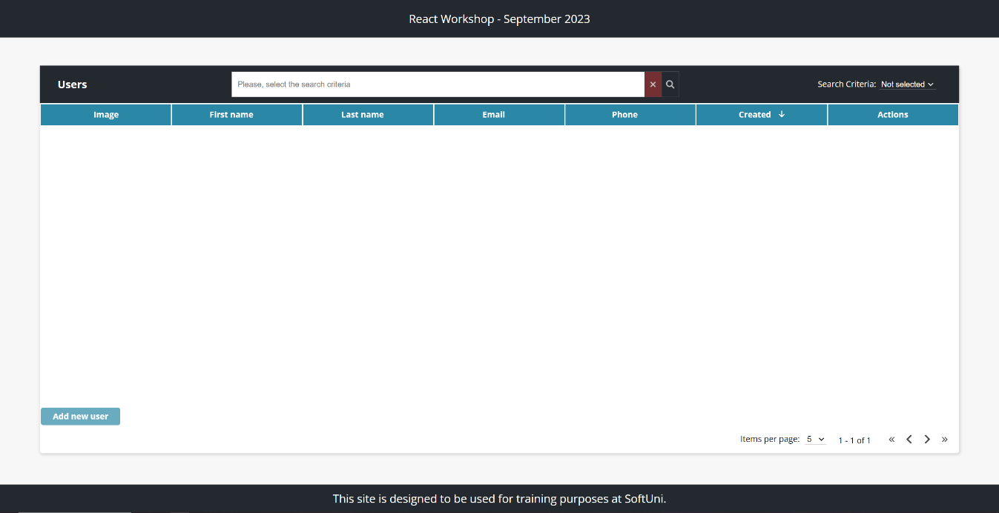 React Workshop - September 2023
Users
Please, select the search criteria
Search Criteria: Not selected
Image First name Last name Email Phone Created Actions
Add new user
Items per page: 5 1 - 1 of 1
This site is designed to be used for training purposes at SoftUni.